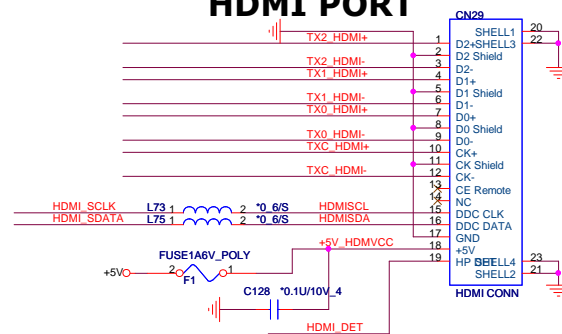 HDMI PORT
CN29
SHELL1 20
TX2_HDMI+ 1 D2+ SHELL3 22
2 D2 Shield
TX2_HDMI- 3 D2-
TX1_HDMI+ 4 D1+
5 D1 Shield
TX1_HDMI- 6 D1-
TX0_HDMI+ 7 D0+
8 D0 Shield
TX0_HDMI- 9 D0-
TXC_HDMI+ 10 CK+
11 CK Shield
TXC_HDMI- 12 CK-
13 CE Remote
14 NC
HDMI_SCLK L73 1 2 *0_6/S HDMISCL 15 DDC CLK
HDMI_SDATA L75 1 2 *0_6/S HDMISDA 16 DDC DATA
17 GND
+5V_HDMVCC 18 +5V
19 HP DET SHELL4 23
SHELL2 21
FUSE1A6V_POLY
+5V 2 1
F1
C128 *0.1U/10V_4
HDMI CONN
HDMI_DET